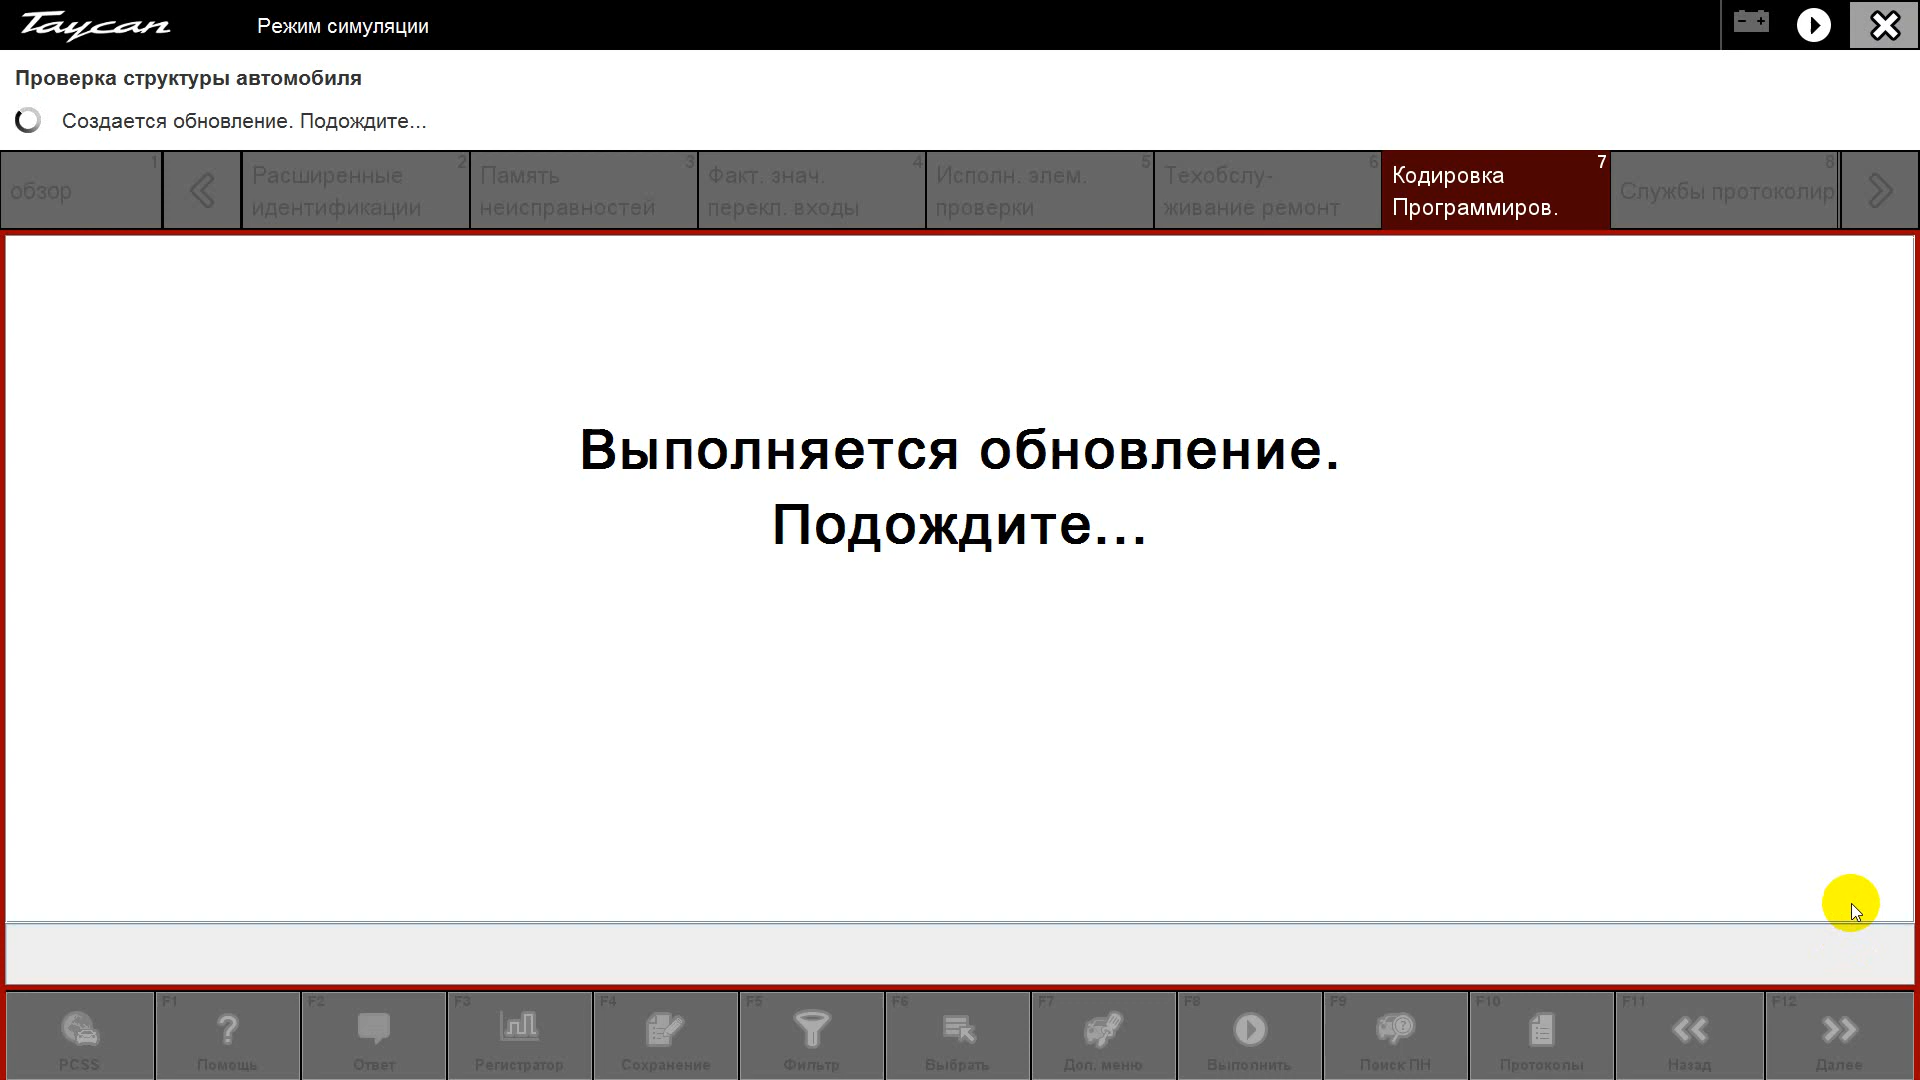 Taycan
Режим симуляции
Проверка структуры автомобиля
Создается обновление. Подождите...
1
обзор
2
Расширенные
идентификации
3
Память
неисправностей
4
Факт. знач.
перекл. входы
5
Исполн. элем.
проверки
6
Техобслу-
живание ремонт
7
Кодировка
Программиров.
8
Службы протоколир
Выполняется обновление.
Подождите...
PCSS
F1
Помощь
F2
Ответ
F3
Регистратор
F4
Сохранение
F5
Фильтр
F6
Выбрать
F7
Доп. меню
F8
Выполнить
F9
Поиск ПН
F10
Протоколы
F11
Назад
F12
Далее